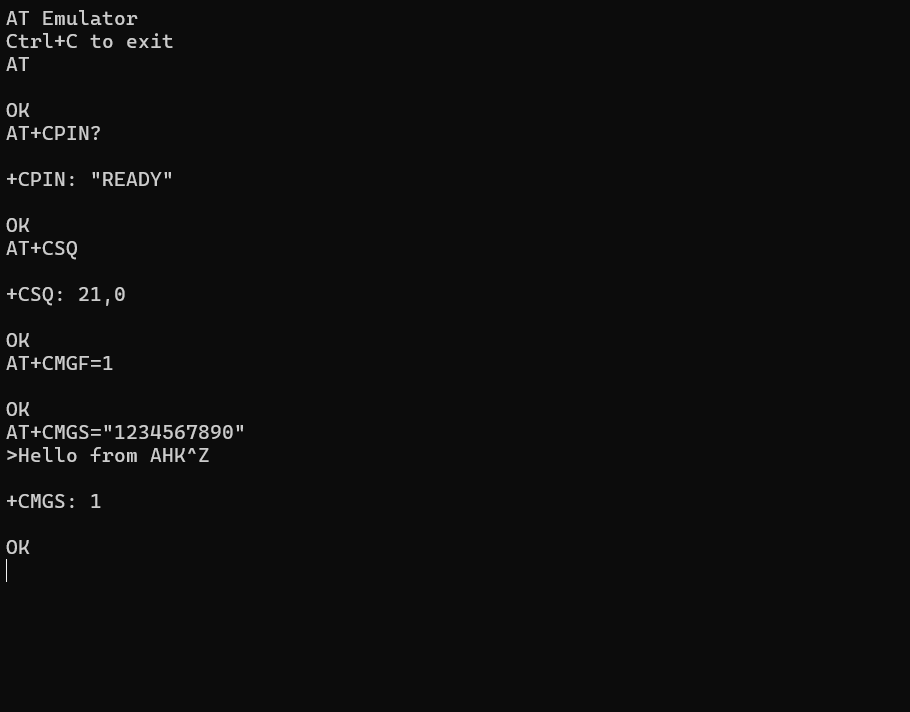 AT Emulator
Ctrl+C to exit
AT
OK
AT+CPIN?
+CPIN: "READY"
OK
AT+CSQ
+CSQ: 21,0
OK
AT+CMGF=1
OK
AT+CMGS="1234567890"
>Hello from AHK^Z
+CMGS: 1
OK